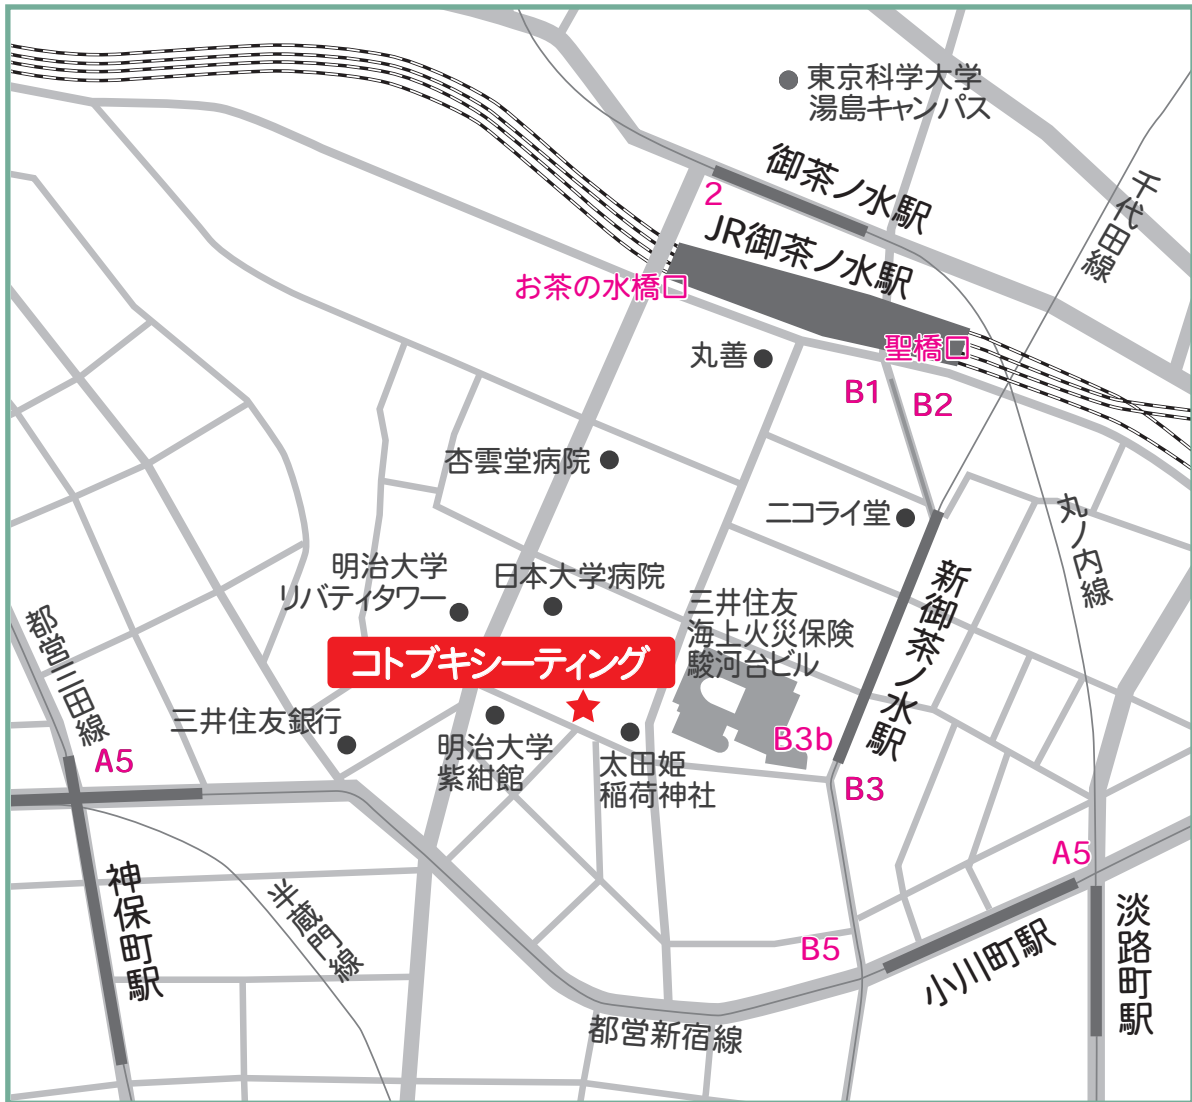 東京科学大学
湯島キャンパス
御茶ノ水駅
2
JR御茶ノ水駅
千代田線
お茶の水橋口
聖橋口
丸善
B1
B2
杏雲堂病院
ニコライ堂
丸ノ内線
明治大学
リバティタワー
日本大学病院
新御茶ノ水駅
三井住友
海上火災保険
駿河台ビル
都営三田線
コトブキシーティング
三井住友銀行
A5
明治大学
紫紺館
太田姫
稲荷神社
B3b
B3
A5
神保町駅
半蔵門線
B5
小川町駅
淡路町駅
都営新宿線